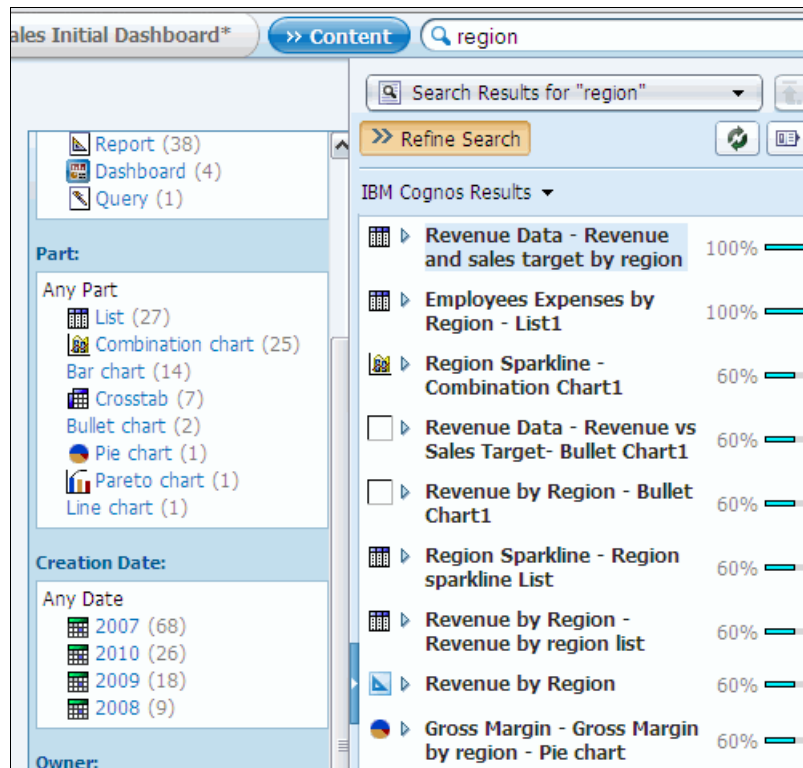 ales Initial Dashboard*
» Content
region
Search Results for "region"
» Refine Search
IBM Cognos Results
Report (38)
Dashboard (4)
Query (1)
Part:
Any Part
List (27)
Combination chart (25)
Bar chart (14)
Crosstab (7)
Bullet chart (2)
Pie chart (1)
Pareto chart (1)
Line chart (1)
Creation Date:
Any Date
2007 (68)
2010 (26)
2009 (18)
2008 (9)
Owner:
Revenue Data - Revenue
and sales target by region
100%
Employees Expenses by
Region - List1
100%
Region Sparkline -
Combination Chart1
60%
Revenue Data - Revenue vs
Sales Target- Bullet Chart1
60%
Revenue by Region - Bullet
Chart1
60%
Region Sparkline - Region
sparkline List
60%
Revenue by Region -
Revenue by region list
60%
Revenue by Region
60%
Gross Margin - Gross Margin
by region - Pie chart
60%